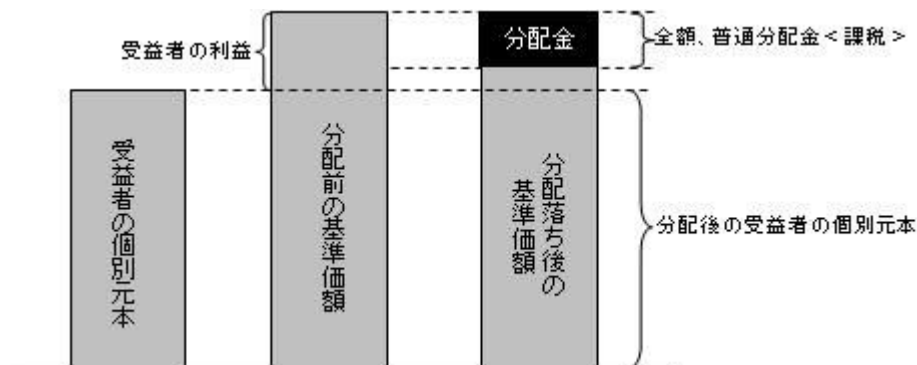 受益者の利益
分配金
全額、普通分配金<課税>
受益者の個別元本
分配前の基準価額
分配落ち後の
基準価額
分配後の受益者の個別元本